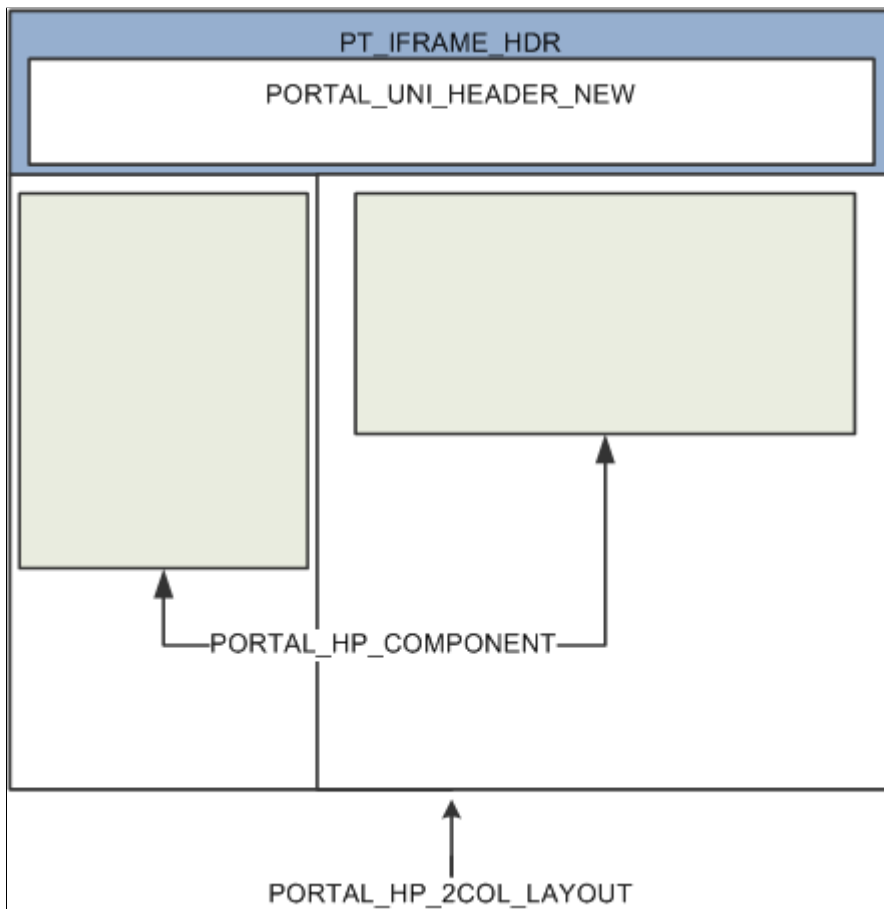 PT_IFRAME_HDR
PORTAL_UNI_HEADER_NEW
PORTAL_HP_COMPONENT
PORTAL_HP_2COL_LAYOUT